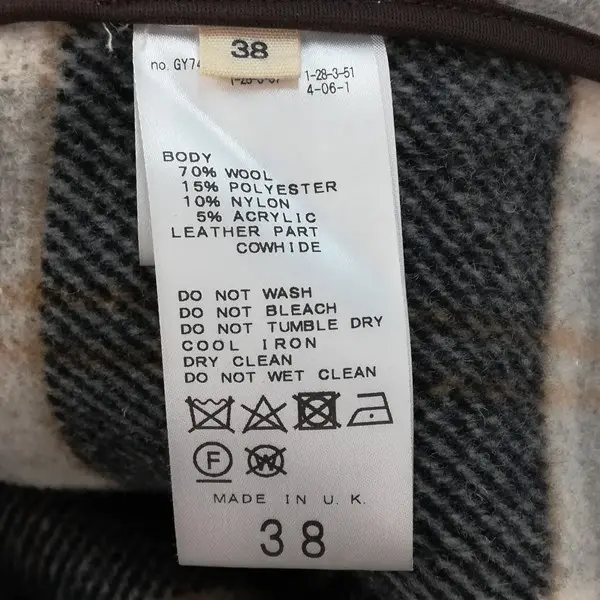 38
no. GY74
1-28-3-51
4-06-1
BODY
70% WOOL
15% POLYESTER
10% NYLON
5% ACRYLIC
LEATHER PART
COWHIDE
DO NOT WASH
DO NOT BLEACH
DO NOT TUMBLE DRY
COOL IRON
DRY CLEAN
DO NOT WET CLEAN
F W
MADE IN U. K.
38